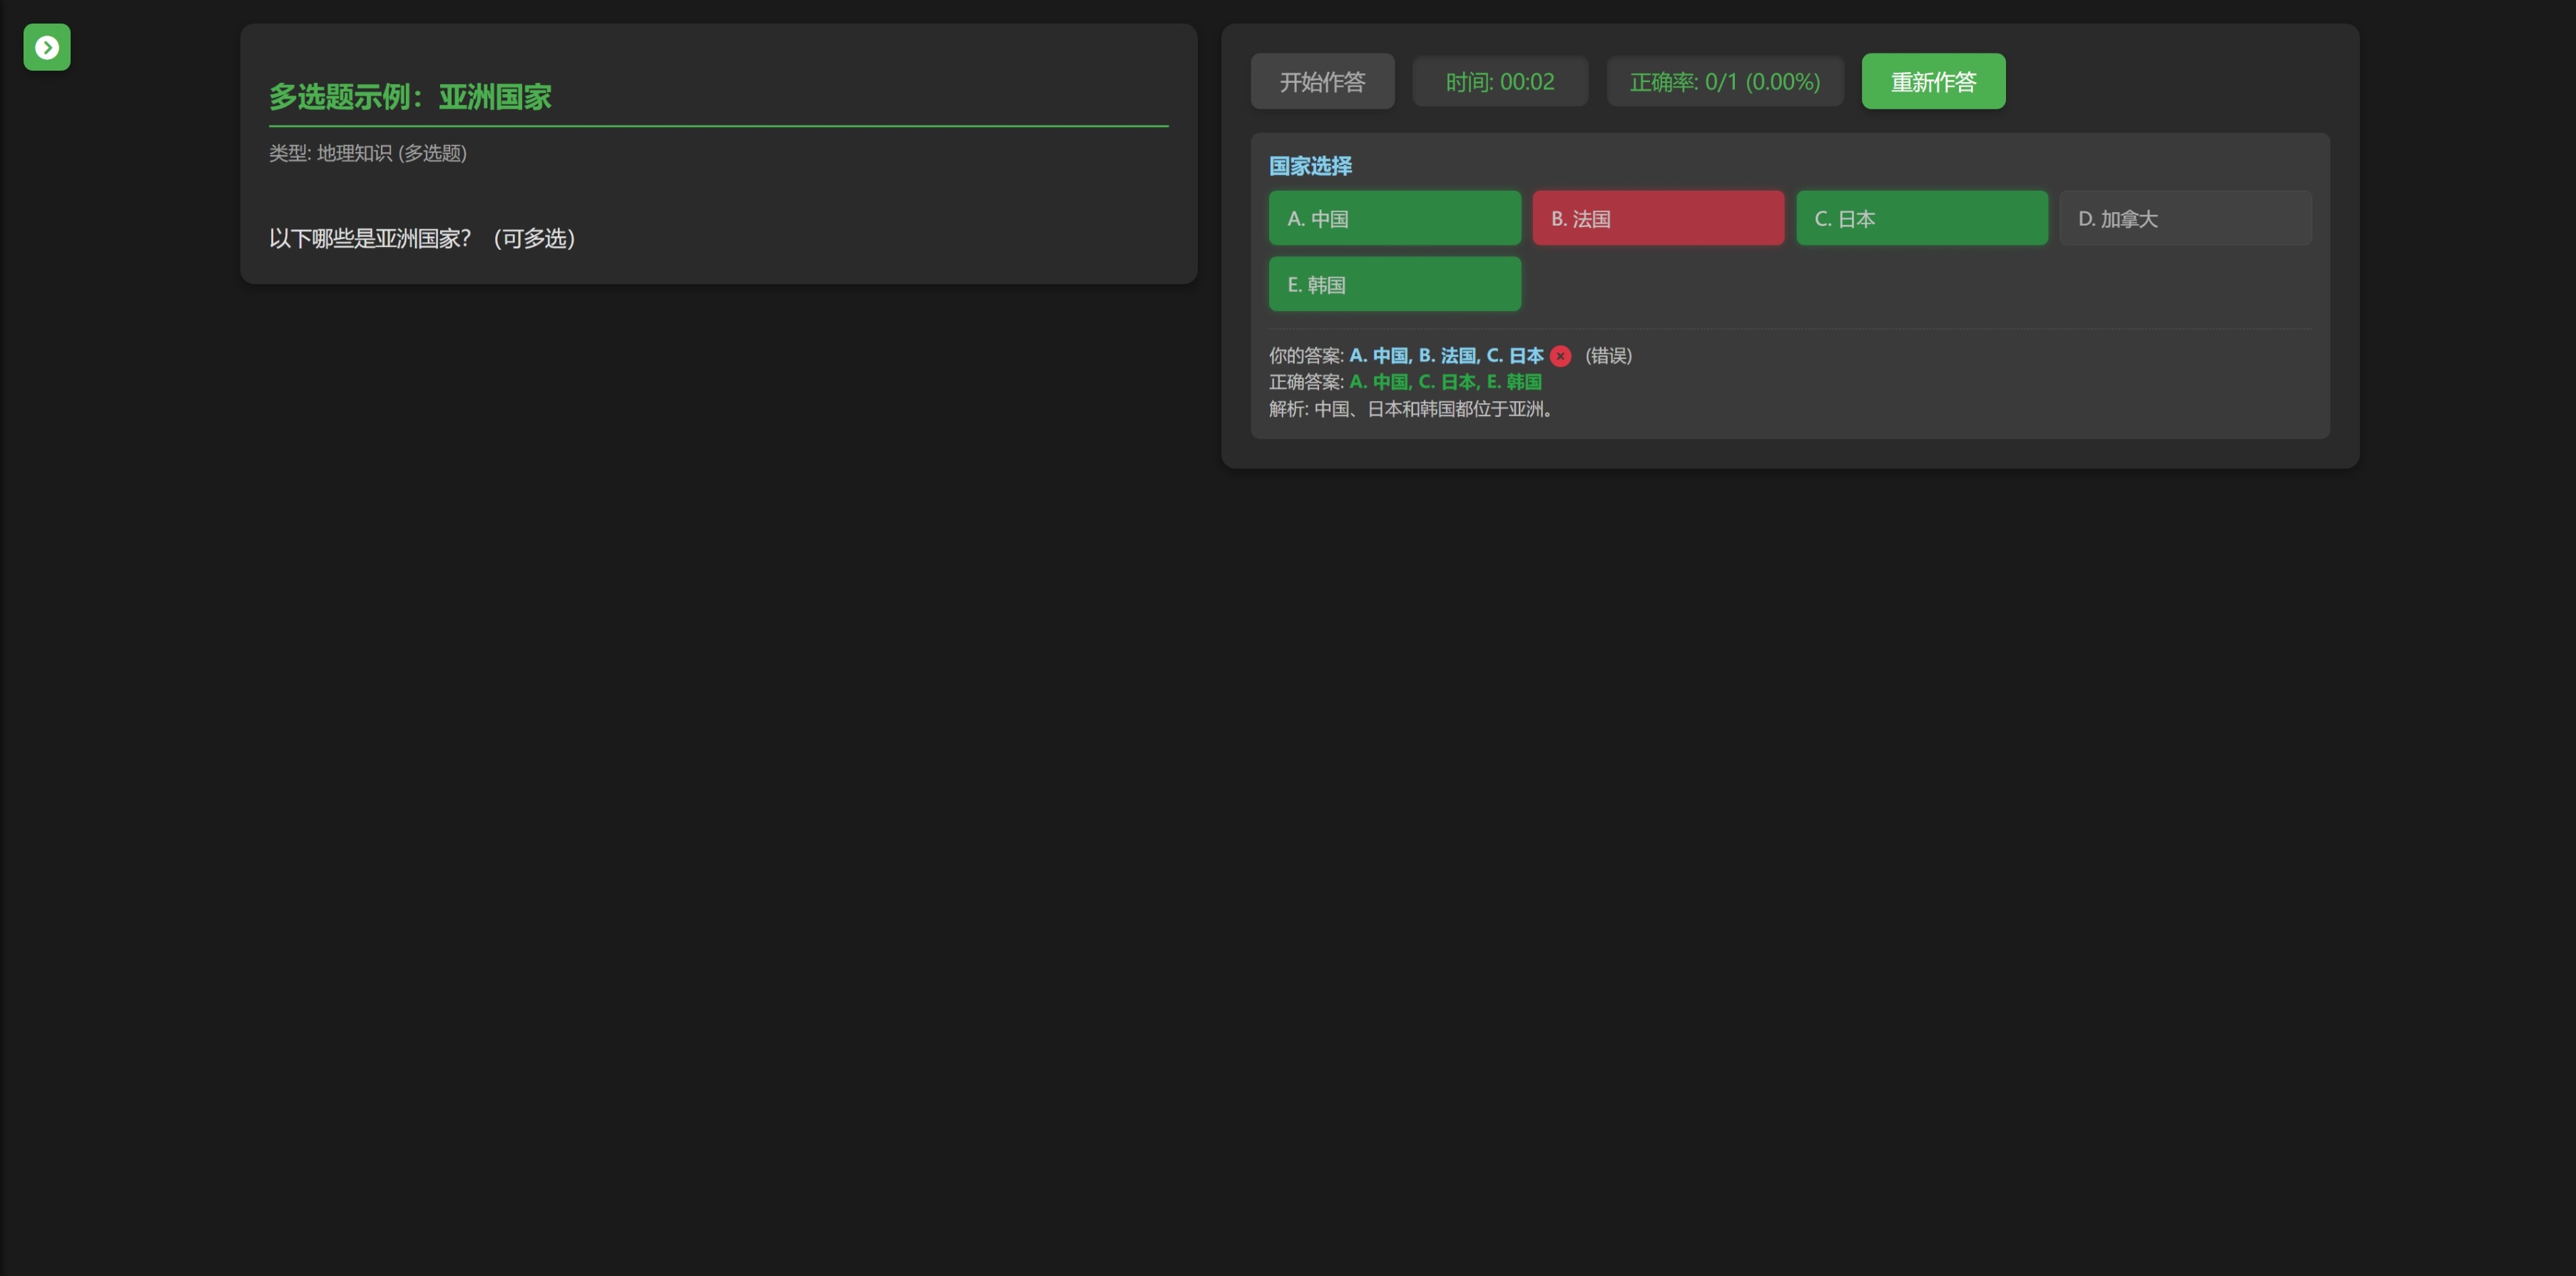 多选题示例：亚洲国家
类型: 地理知识 (多选题)
以下哪些是亚洲国家？（可多选）
开始作答
时间: 00:02
正确率: 0/1 (0.00%)
重新作答
国家选择
A. 中国
B. 法国
C. 日本
D. 加拿大
E. 韩国
你的答案: A. 中国, B. 法国, C. 日本 (错误)
正确答案: A. 中国, C. 日本, E. 韩国
解析: 中国、日本和韩国都位于亚洲。